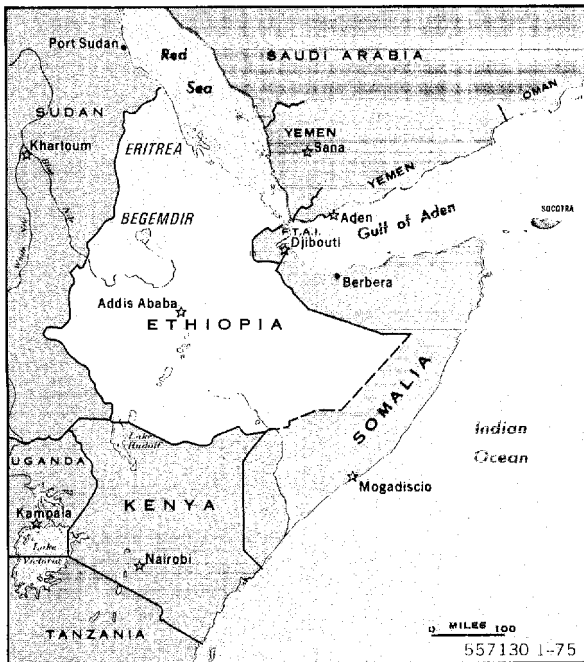 Port Sudan
Red
Sea
SAUDI ARABIA
SUDAN
OMAN
Khartoum
ERITREA
YEMEN
Sana
YEMEN
BEGEMDIR
Aden
Gulf of Aden
SOCOTRA
F.T.A.I.
Djibouti
Berbera
Addis Ababa
ETHIOPIA
SOMALIA
Lake
Rudolf
Indian
Ocean
UGANDA
KENYA
Mogadiscio
Kampala
Lake
Victoria
Nairobi
TANZANIA
0 MILES 100
557130 1-75